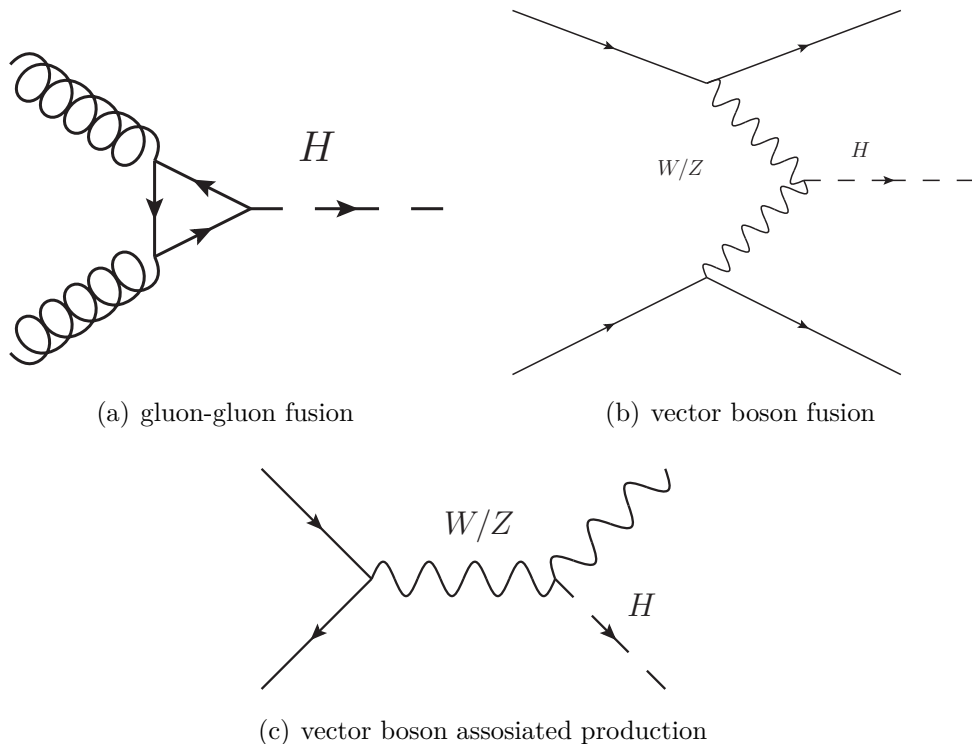 H
W/Z
H
(a) gluon-gluon fusion
(b) vector boson fusion
W/Z
H
(c) vector boson assosiated production